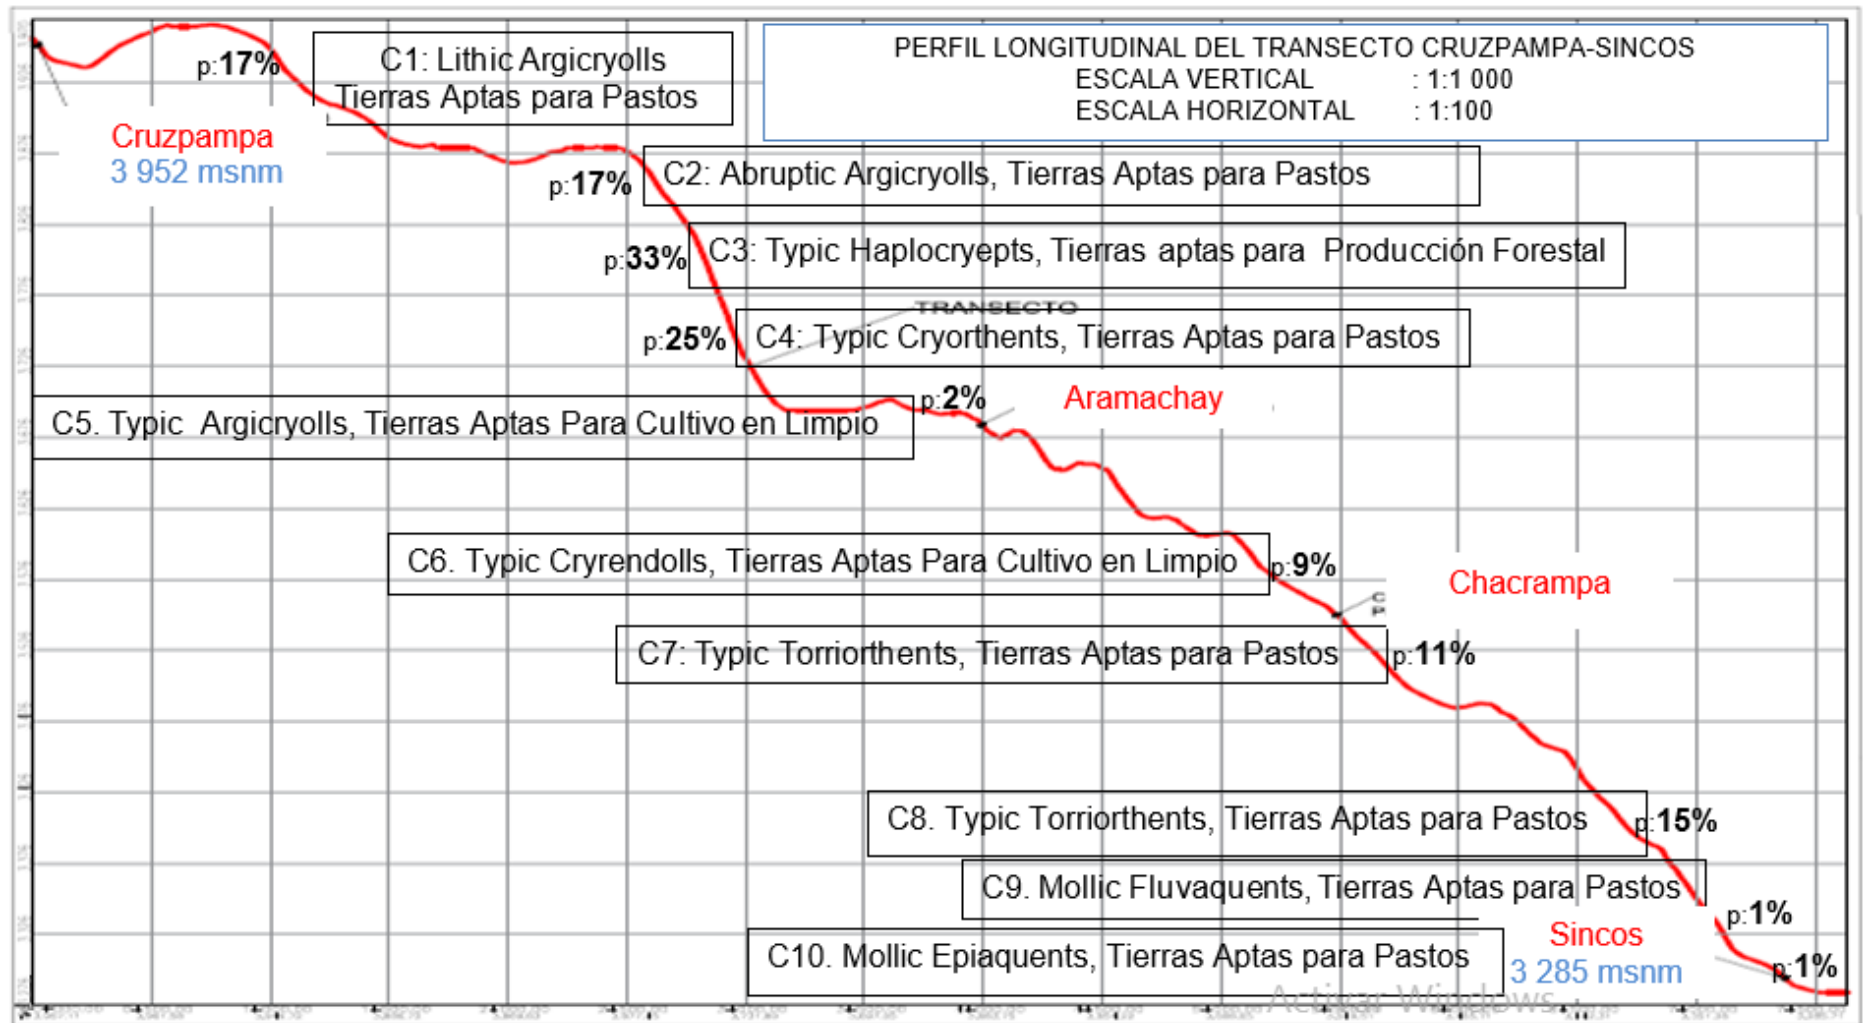 PERFIL LONGITUDINAL DEL TRANSECTO CRUZPAMPA-SINCOS
ESCALA VERTICAL : 1:1 000
ESCALA HORIZONTAL : 1:100
p:17%
C1: Lithic Argicryolls
Tierras Aptas para Pastos
Cruzpampa
3 952 msnm
p:17%
C2: Abruptic Argicryolls, Tierras Aptas para Pastos
p:33%
C3: Typic Haplocryepts, Tierras aptas para Producción Forestal
TRANSECTO
p:25%
C4: Typic Cryorthents, Tierras Aptas para Pastos
p:2%
Aramachay
C5. Typic Argicryolls, Tierras Aptas Para Cultivo en Limpio
C6. Typic Cryrendolls, Tierras Aptas Para Cultivo en Limpio
p:9%
Chacrampa
C7: Typic Torriorthents, Tierras Aptas para Pastos
p:11%
C8. Typic Torriorthents, Tierras Aptas para Pastos
p:15%
C9. Mollic Fluvaquents, Tierras Aptas para Pastos
p:1%
C10. Mollic Epiaquents, Tierras Aptas para Pastos
Sincos
3 285 msnm
p:1%
Activar Windows